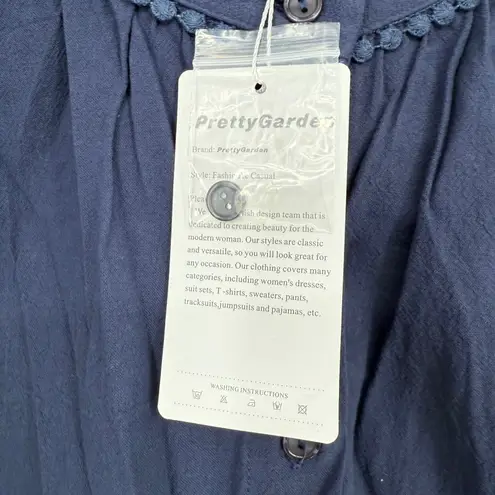 PrettyGarden
Brand: PrettyGarden
Style: Casual
design team that is
dedicated to creating beauty for the
modern woman. Our styles are classic
and versatile, so you will look great for
any occasion. Our clothing covers many
categories, including women's dresses,
suit sets, T -shirts, sweaters, pants,
tracksuits,jumpsuits and pajamas, etc.
WASHING INSTRUCTIONS